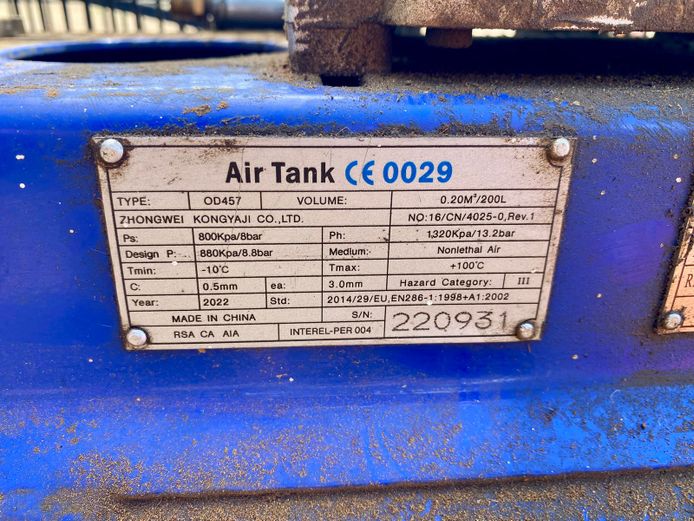 Air Tank CE 0029
TYPE: OD457 VOLUME: 0.20M³/200L
ZHONGWEI KONGYAJI CO.,LTD. NO:16/CN/4025-0,Rev.1
Ps: 800Kpa/8bar Ph: 1,320Kpa/13.2bar
Design P: 880Kpa/8.8bar Medium: Nonlethal Air
Tmin: -10℃ Tmax: +100℃
C: 0.5mm ea: 3.0mm Hazard Category: III
Year: 2022 Std: 2014/29/EU,EN286-1:1998+A1:2002
MADE IN CHINA S/N: 220931
RSA CA AIA INTEREL-PER 004